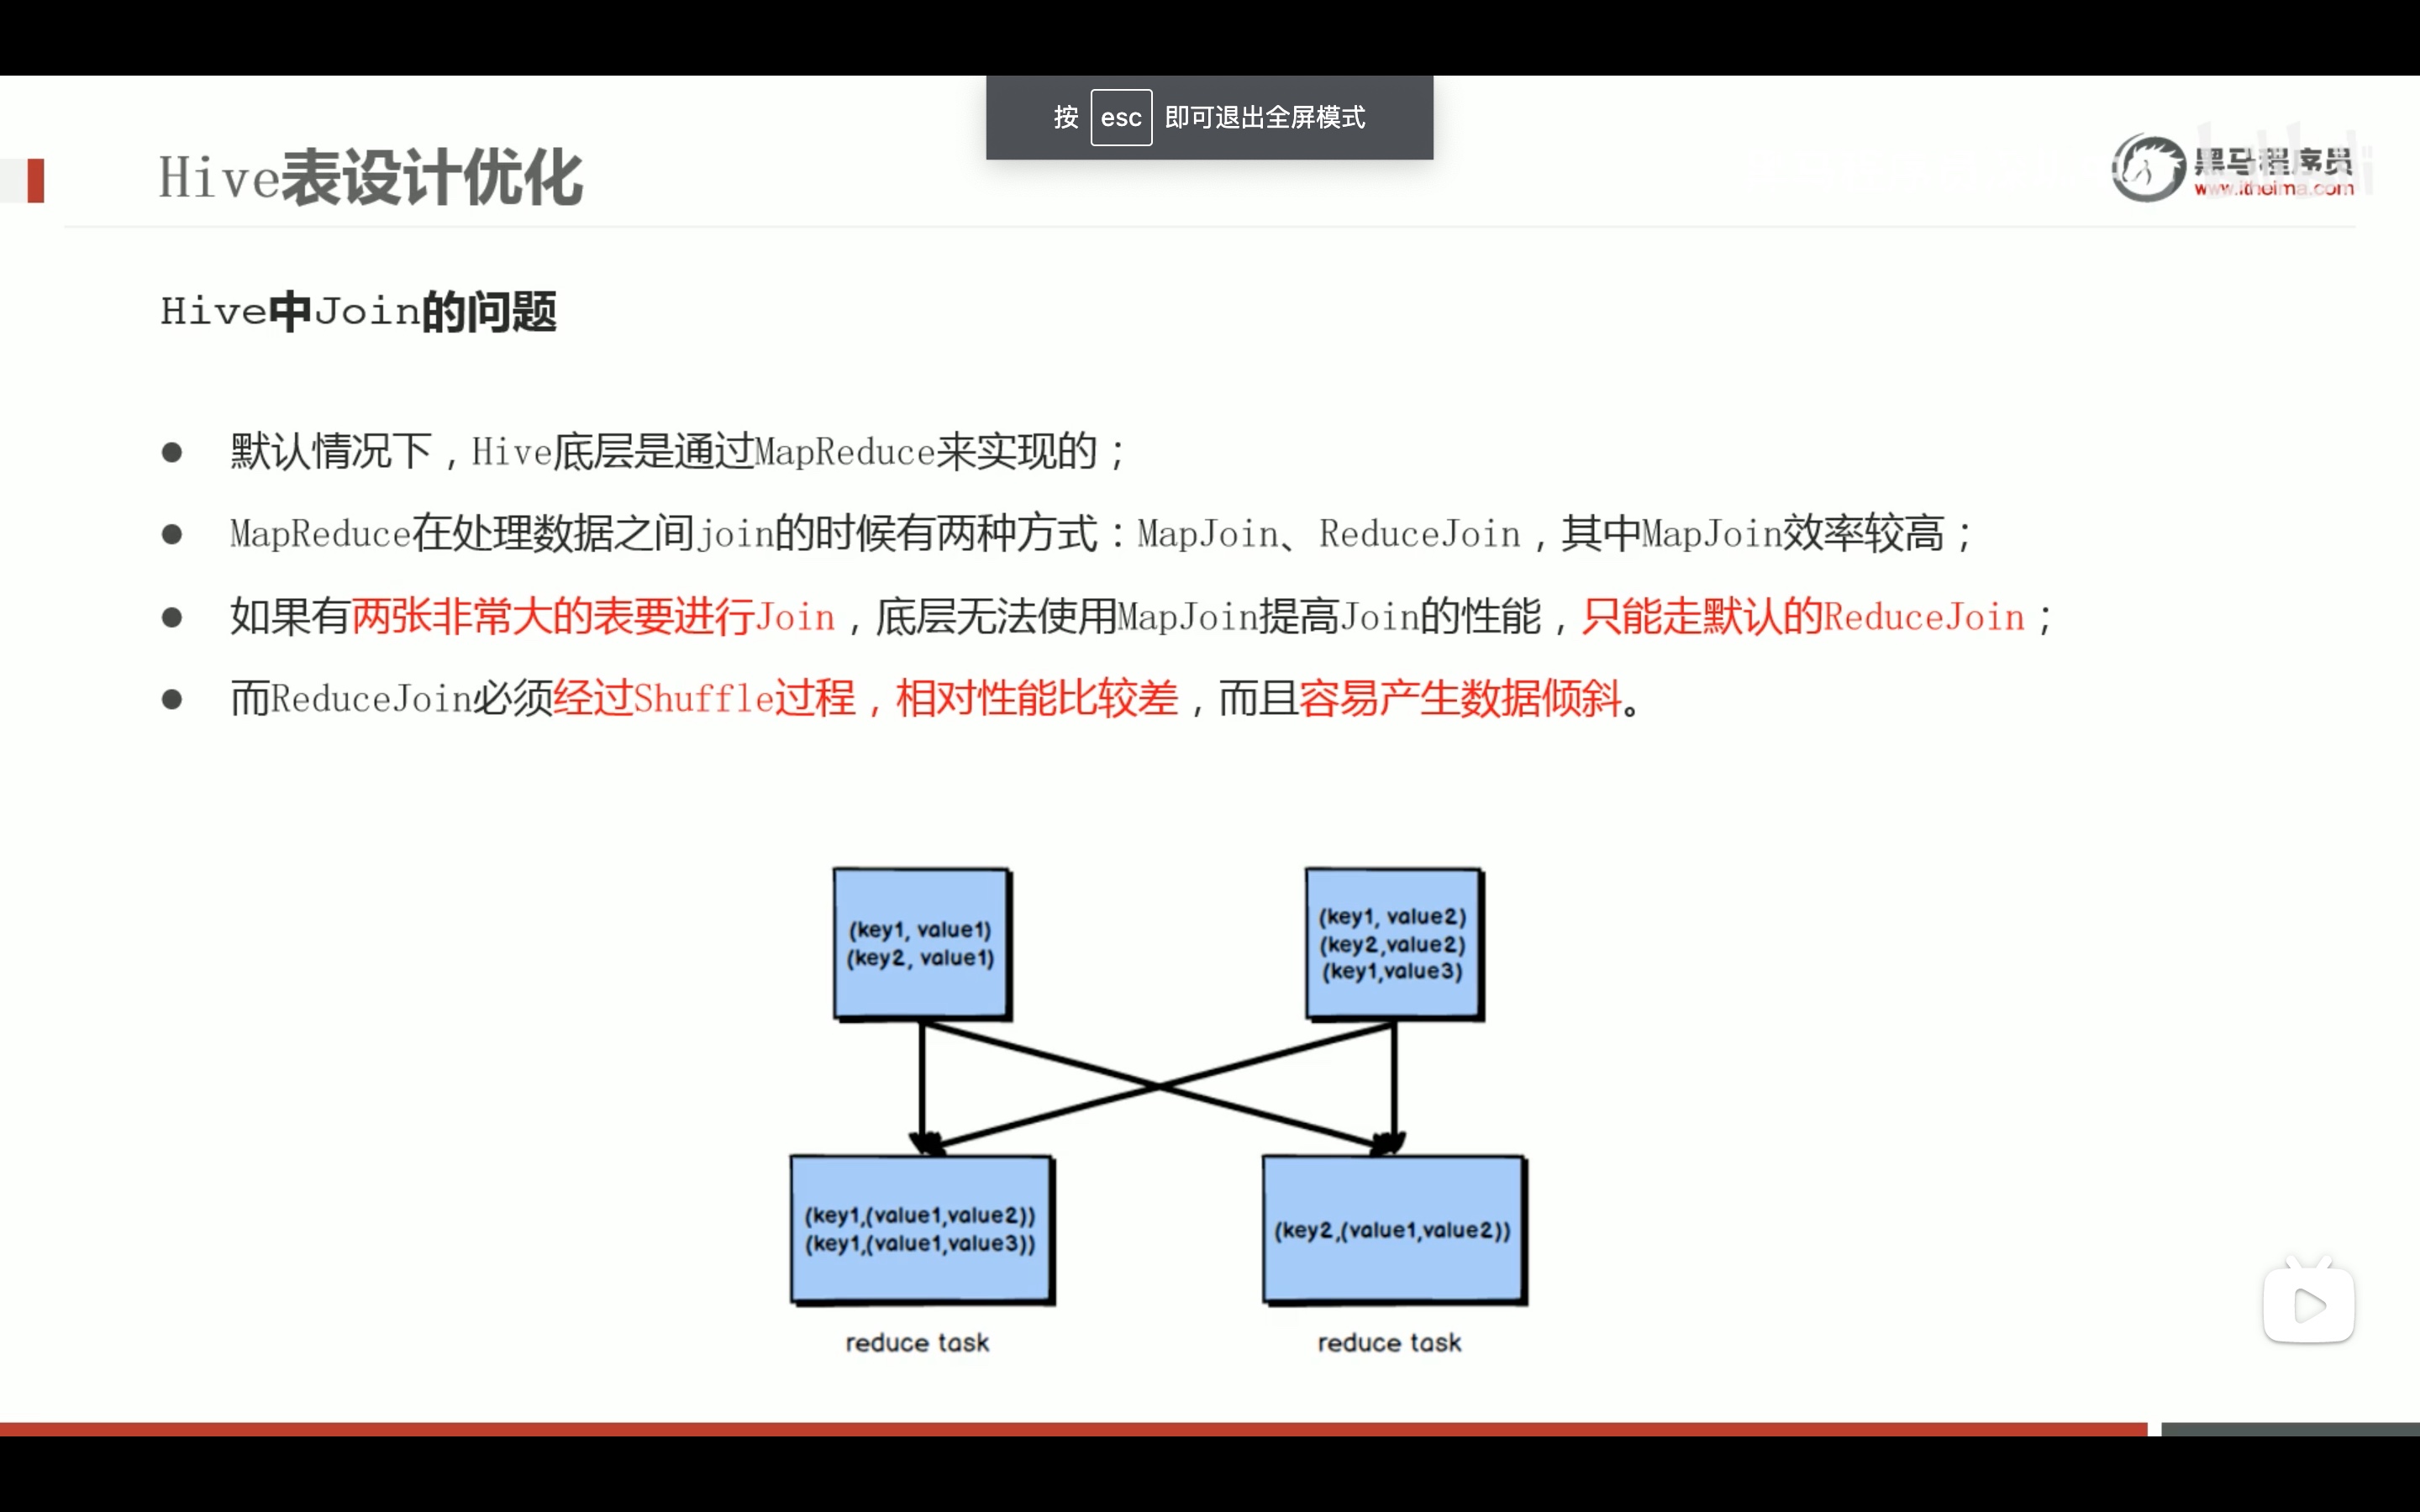 按 esc 即可退出全屏模式
Hive表设计优化
黑马程序员
www.itheima.com
Hive中Join的问题
默认情况下，Hive底层是通过MapReduce来实现的；
MapReduce在处理数据之间join的时候有两种方式：MapJoin、ReduceJoin，其中MapJoin效率较高；
如果有两张非常大的表要进行Join，底层无法使用MapJoin提高Join的性能，只能走默认的ReduceJoin；
而ReduceJoin必须经过Shuffle过程，相对性能比较差，而且容易产生数据倾斜。
(key1, value1)
(key2, value1)
(key1, value2)
(key2,value2)
(key1,value3)
(key1,(value1,value2))
(key1,(value1,value3))
(key2,(value1,value2))
reduce task
reduce task